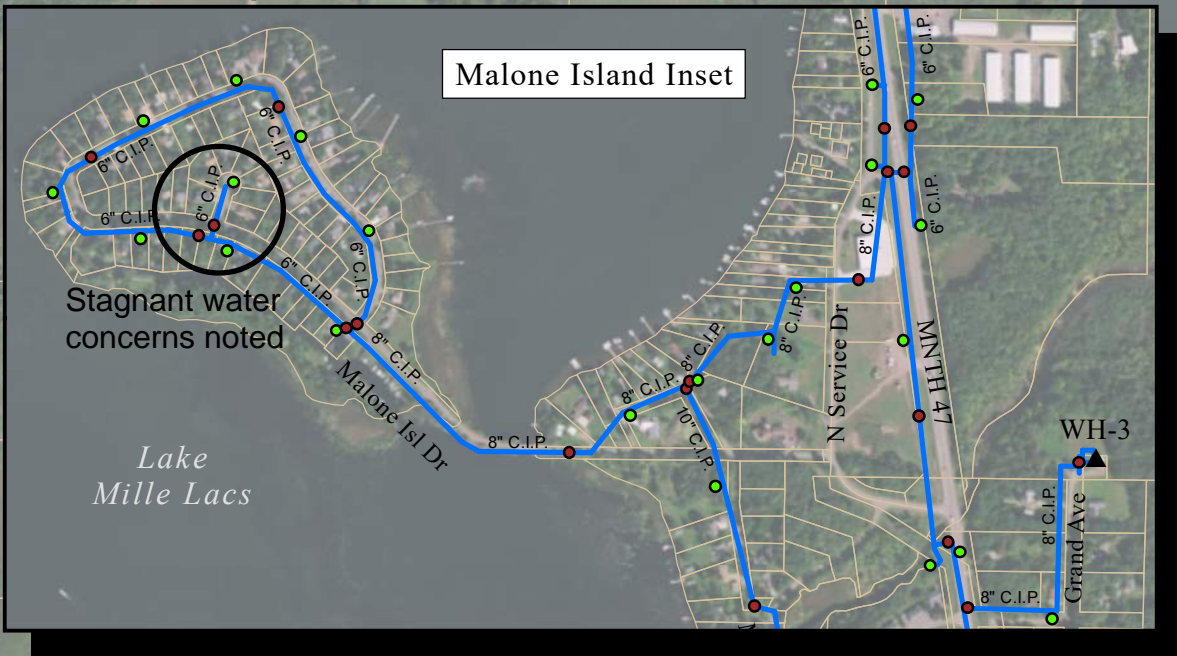 Malone Island Inset
6" C.I.P.
6" C.I.P.
6" C.I.P.
6" C.I.P.
6" C.I.P.
6" C.I.P.
6" C.I.P.
6" C.I.P.
6" C.I.P.
6" C.I.P.
Stagnant water
concerns noted
8" C.I.P.
Malone Isl Dr
8" C.I.P.
Lake
Mille Lacs
8" C.I.P.
8" C.I.P.
8" C.I.P.
8" C.I.P.
10" C.I.P.
N Service Dr
MNTH 47
WH-3
8" C.I.P.
Grand Ave
8" C.I.P.